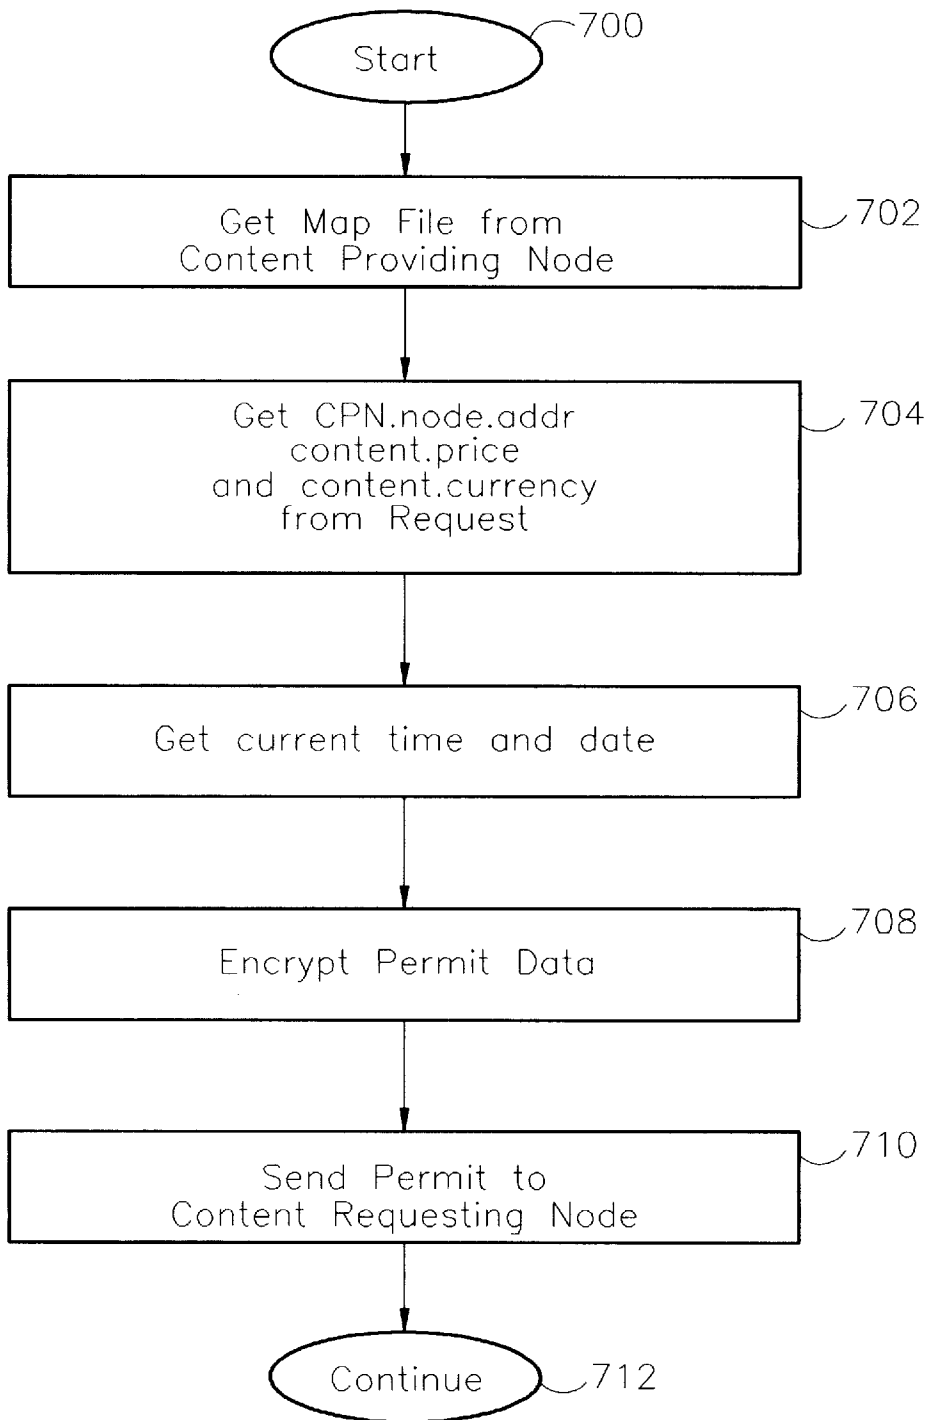 Start
700
Get Map File from
Content Providing Node
702
Get CPN.node.addr
content.price
and content.currency
from Request
704
Get current time and date
706
Encrypt Permit Data
708
Send Permit to
Content Requesting Node
710
Continue
712